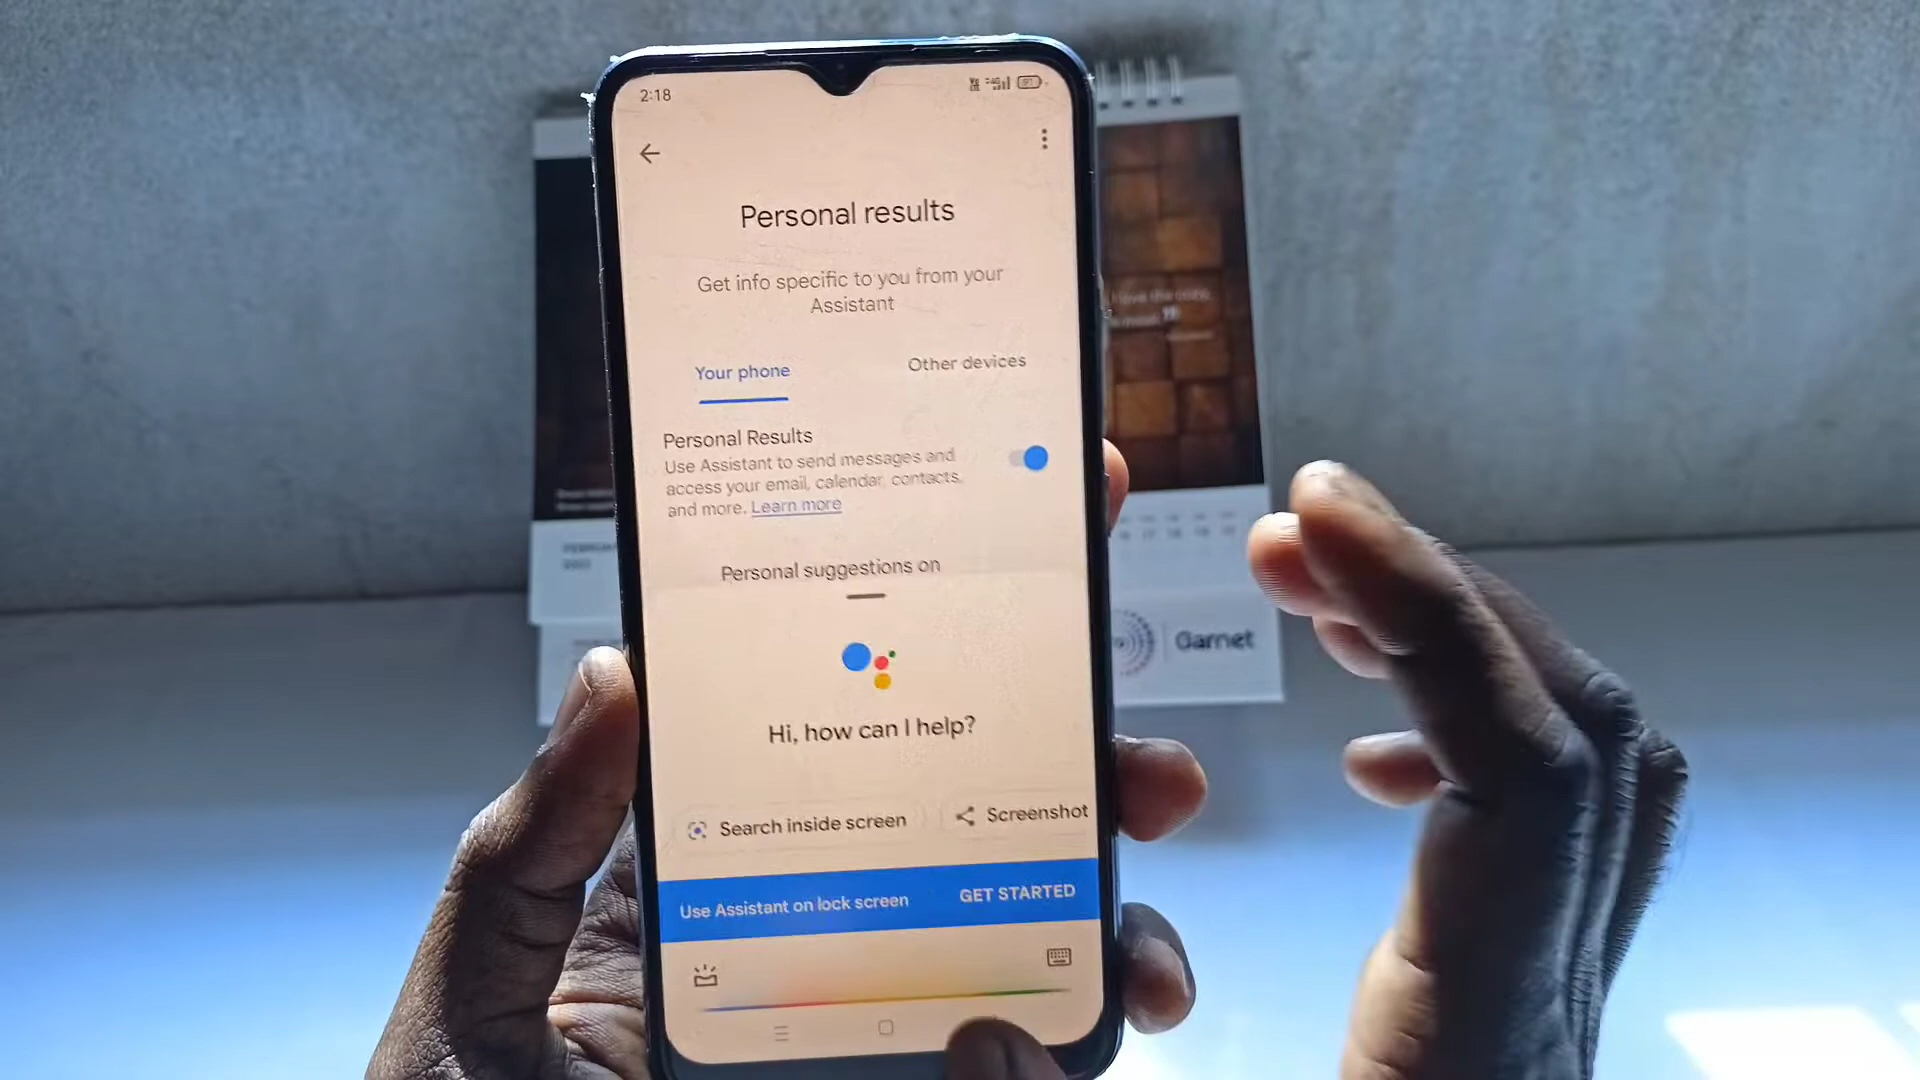 2:18
Personal results
Get info specific to you from your
Assistant
Your phone
Other devices
Personal Results
Use Assistant to send messages and
access your email, calendar, contacts,
and more. Learn more
Personal suggestions on
Hi, how can I help?
Search inside screen
Screenshot
Use Assistant on lock screen
GET STARTED
Garnet